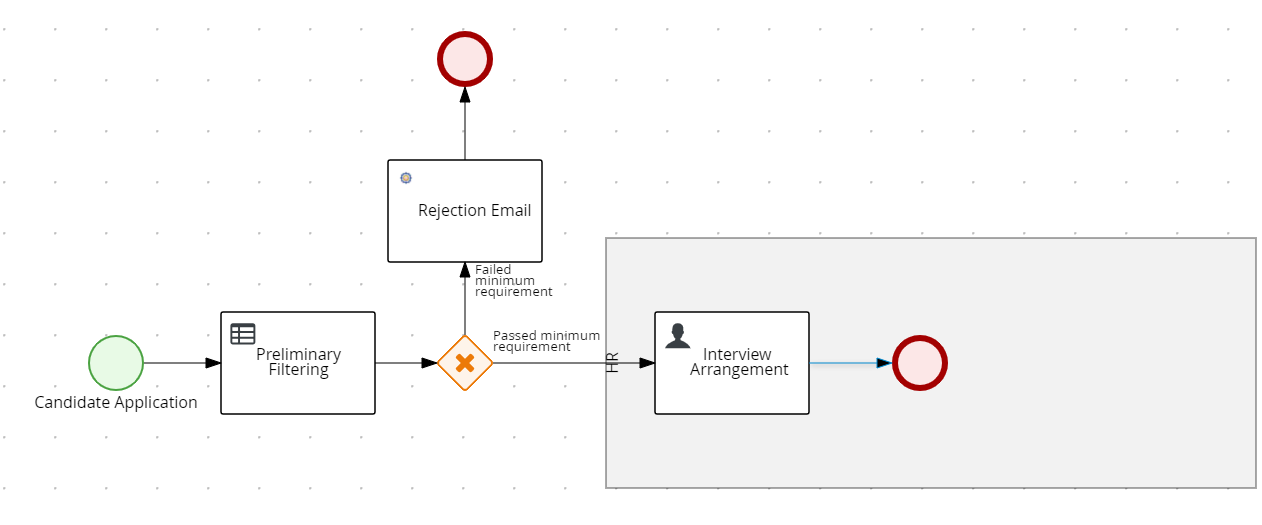 Rejection Email
Failed
minimum
requirement
Passed minimum
requirement
HR
Preliminary
Filtering
Interview
Arrangement
Candidate Application